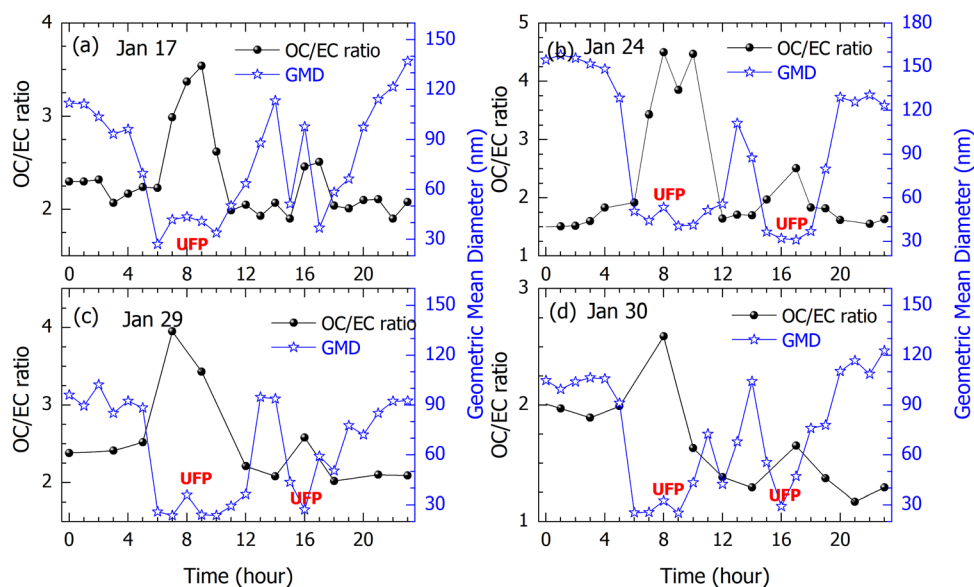 4 160 5 180
(a) Jan 17 OC/EC ratio (b) Jan 24 OC/EC ratio
GMD GMD
150
3 120 4 120
OC/EC ratio Geometric Mean Diameter (nm) OC/EC ratio Geometric Mean Diameter (nm)
90 3 90
2 60 2 60
UFP UFP UFP
30 1 30
0 4 8 12 16 20 0 4 8 12 16 20
150 3 150
(c) Jan 29 OC/EC ratio (d) Jan 30 OC/EC ratio
GMD GMD
4 120 120
OC/EC ratio Geometric Mean Diameter (nm) OC/EC ratio Geometric Mean Diameter (nm)
3 90 2 90
60 60
UFP UFP UFP UFP
2 30 1 30
0 4 8 12 16 20 0 4 8 12 16 20
Time (hour) Time (hour)